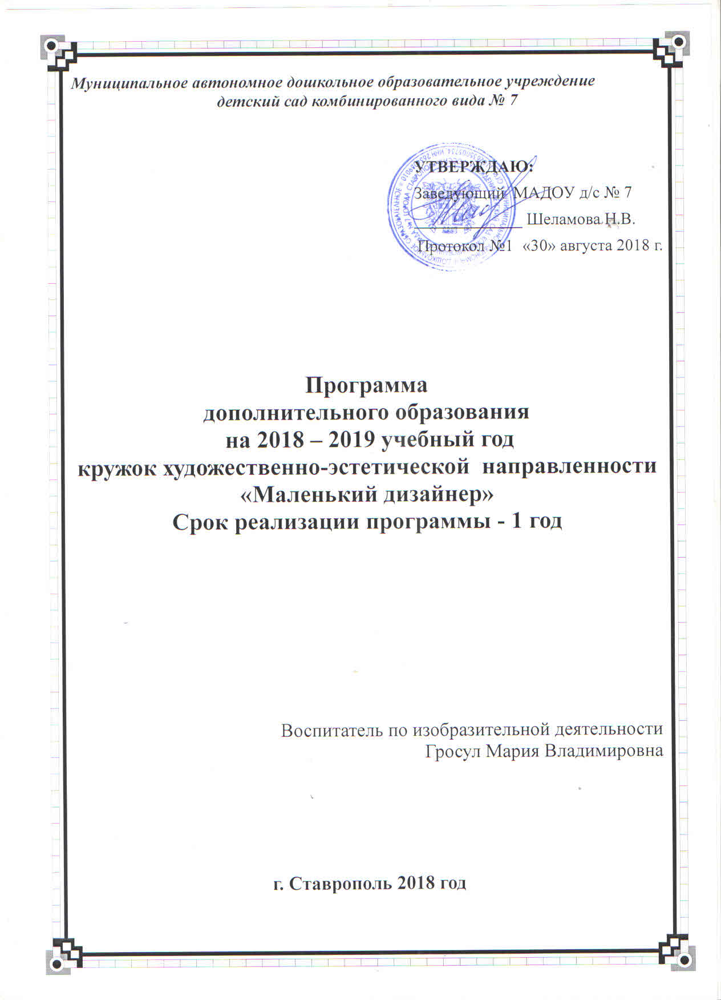 Муниципальное автономное дошкольное образовательное учреждение
детский сад комбинированного вида № 7
УТВЕРЖДАЮ:
Заведующий МАДОУ д/с № 7
Шеламова Н.В.
Протокол №1 «30» августа 2018 г.
Программа
дополнительного образования
на 2018 – 2019 учебный год
кружок художественно-эстетической направленности
«Маленький дизайнер»
Срок реализации программы - 1 год
Воспитатель по изобразительной деятельности
Гросул Мария Владимировна
г. Ставрополь 2018 год